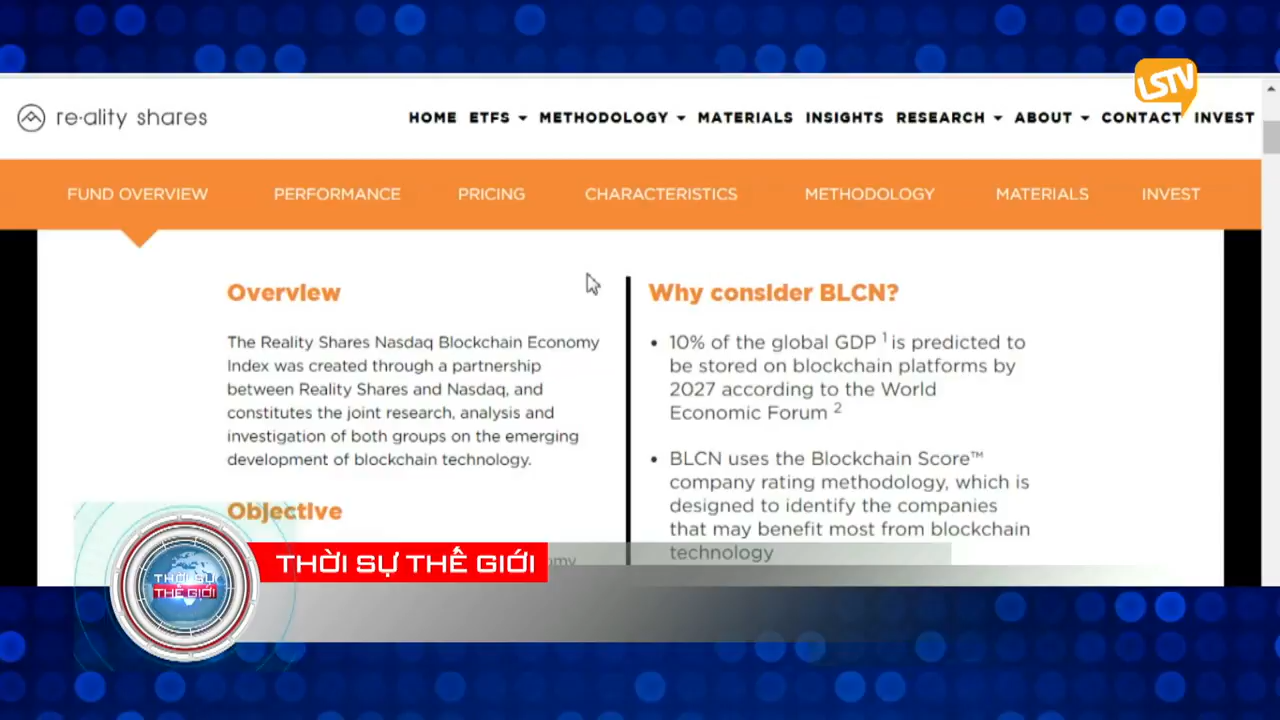 LSTV
re·ality shares
HOME ETFS METHODOLOGY MATERIALS INSIGHTS RESEARCH ABOUT CONTACT INVEST
FUND OVERVIEW PERFORMANCE PRICING CHARACTERISTICS METHODOLOGY MATERIALS INVEST
Overview
The Reality Shares Nasdaq Blockchain Economy
Index was created through a partnership
between Reality Shares and Nasdaq, and
constitutes the joint research, analysis and
investigation of both groups on the emerging
development of blockchain technology.
Objective
Why consider BLCN?
• 10% of the global GDP 1 is predicted to
be stored on blockchain platforms by
2027 according to the World
Economic Forum 2
• BLCN uses the Blockchain Score™
company rating methodology, which is
designed to identify the companies
that may benefit most from blockchain
technology
THỜI SỰ THẾ GIỚI
THỜI SỰ
THẾ GIỚI